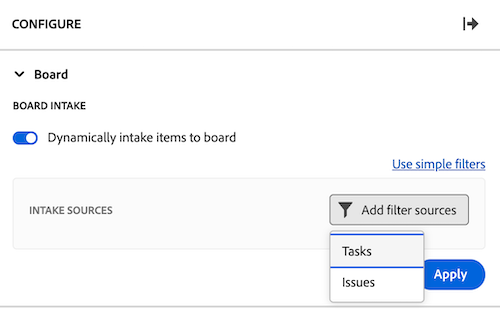 CONFIGURE
Board
BOARD INTAKE
Dynamically intake items to board
Use simple filters
INTAKE SOURCES
Add filter sources
Tasks
Issues
Apply